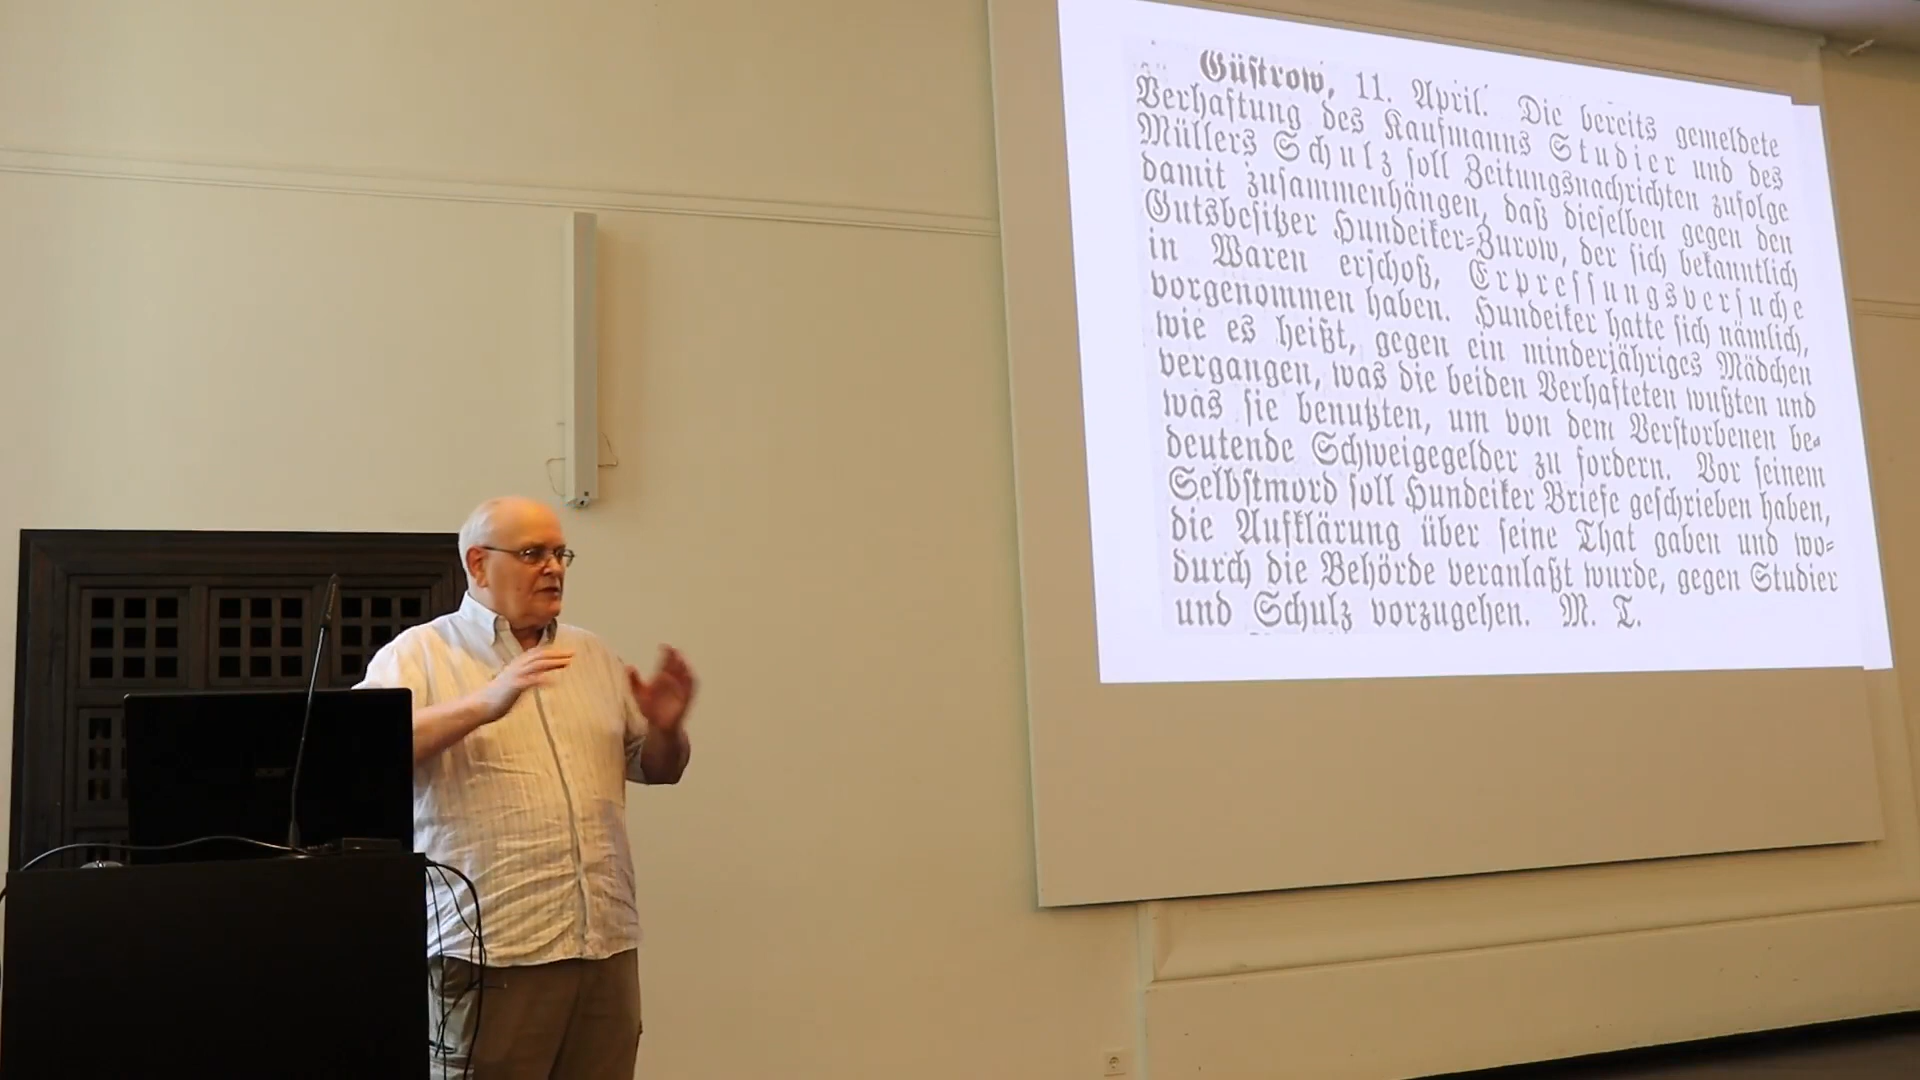 Güstrow, 11. April. Die bereits gemeldete
Verhaftung des Kaufmanns Studier und des
Müllers Schulz soll Zeitungsnachrichten zufolge
damit zusammenhängen, daß dieselben gegen den
Gutsbesitzer Hundeiker-Zurow, der sich bekanntlich
in Waren erschoß, Erpressungsversuche
vorgenommen haben. Hundeiker hatte sich nämlich,
wie es heißt, gegen ein minderjähriges Mädchen
vergangen, was die beiden Verhafteten wußten und
was sie benutzten, um von dem Verstorbenen be-
deutende Schweigegelder zu fordern. Vor seinem
Selbstmord soll Hundeiker Briefe geschrieben haben,
die Aufklärung über seine That gaben und wo-
durch die Behörde veranlaßt wurde, gegen Studier
und Schulz vorzugehen. M. T.
acer